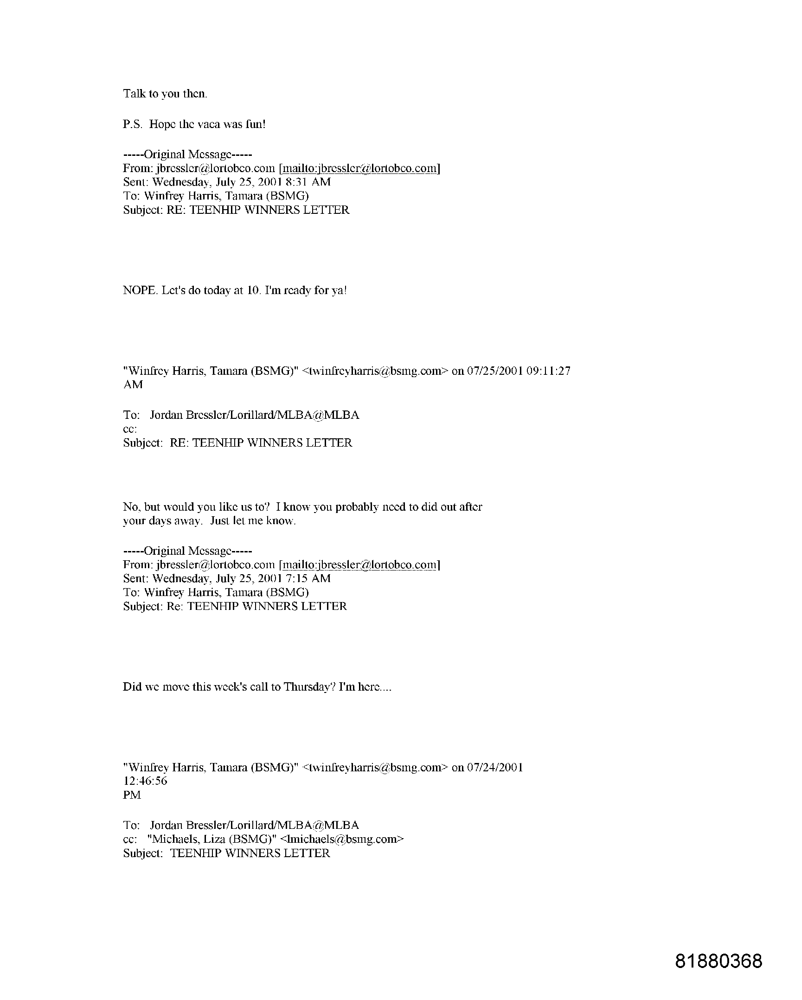 Talk to you then.
P.S. Hope the vaca was fun!
-----Original Message-----
From: jbressler@lortobco.com [mailto:jbressler@lortobco.com]
Sent: Wednesday, July 25, 2001 8:31 AM
To: Winfrey Harris, Tamara (BSMG)
Subject: RE: TEENHIP WINNERS LETTER
NOPE. Let's do today at 10. I'm ready for ya!
"Winfrey Harris, Tamara (BSMG)" <twinfreyharris@bsmg.com> on 07/25/2001 09:11:27
AM
To: Jordan Bressler/Lorillard/MLBA@MLBA
cc:
Subject: RE: TEENHIP WINNERS LETTER
No, but would you like us to? I know you probably need to did out after
your days away. Just let me know.
-----Original Message-----
From: jbressler@lortobco.com [mailto:jbressler@lortobco.com]
Sent: Wednesday, July 25, 2001 7:15 AM
To: Winfrey Harris, Tamara (BSMG)
Subject: Re: TEENHIP WINNERS LETTER
Did we move this week's call to Thursday? I'm here....
"Winfrey Harris, Tamara (BSMG)" <twinfreyharris@bsmg.com> on 07/24/2001
12:46:56
PM
To: Jordan Bressler/Lorillard/MLBA@MLBA
cc: "Michaels, Liza (BSMG)" <lmichaels@bsmg.com>
Subject: TEENHIP WINNERS LETTER
81880368